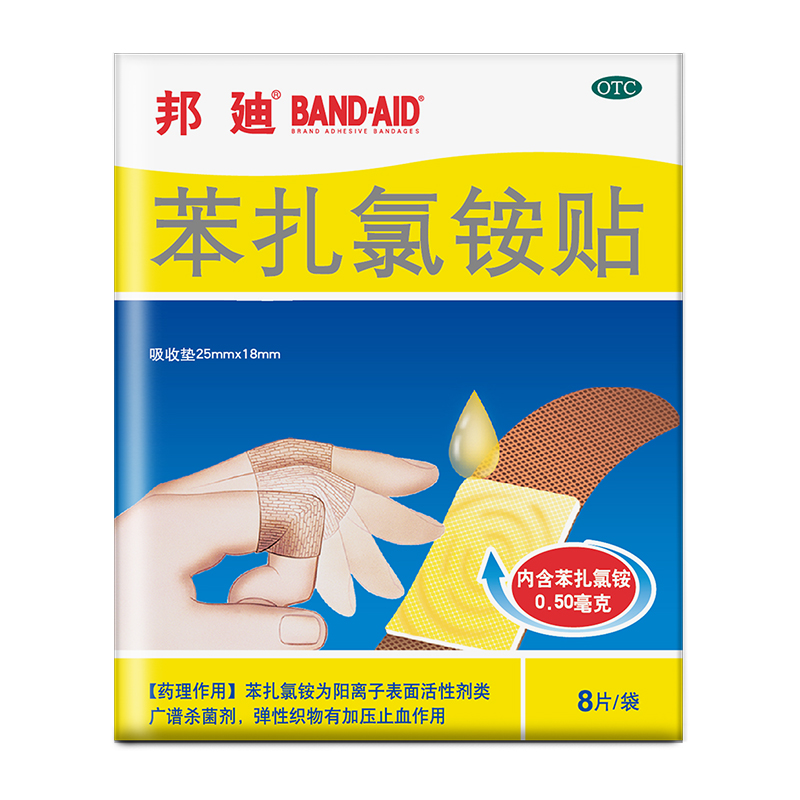 邦迪® BAND-AID®
BRAND ADHESIVE BANDAGES
OTC
苯扎氯铵贴
吸收垫25mmx18mm
内含苯扎氯铵
0.50毫克
【药理作用】苯扎氯铵为阳离子表面活性剂类
广谱杀菌剂，弹性织物有加压止血作用
8片/袋